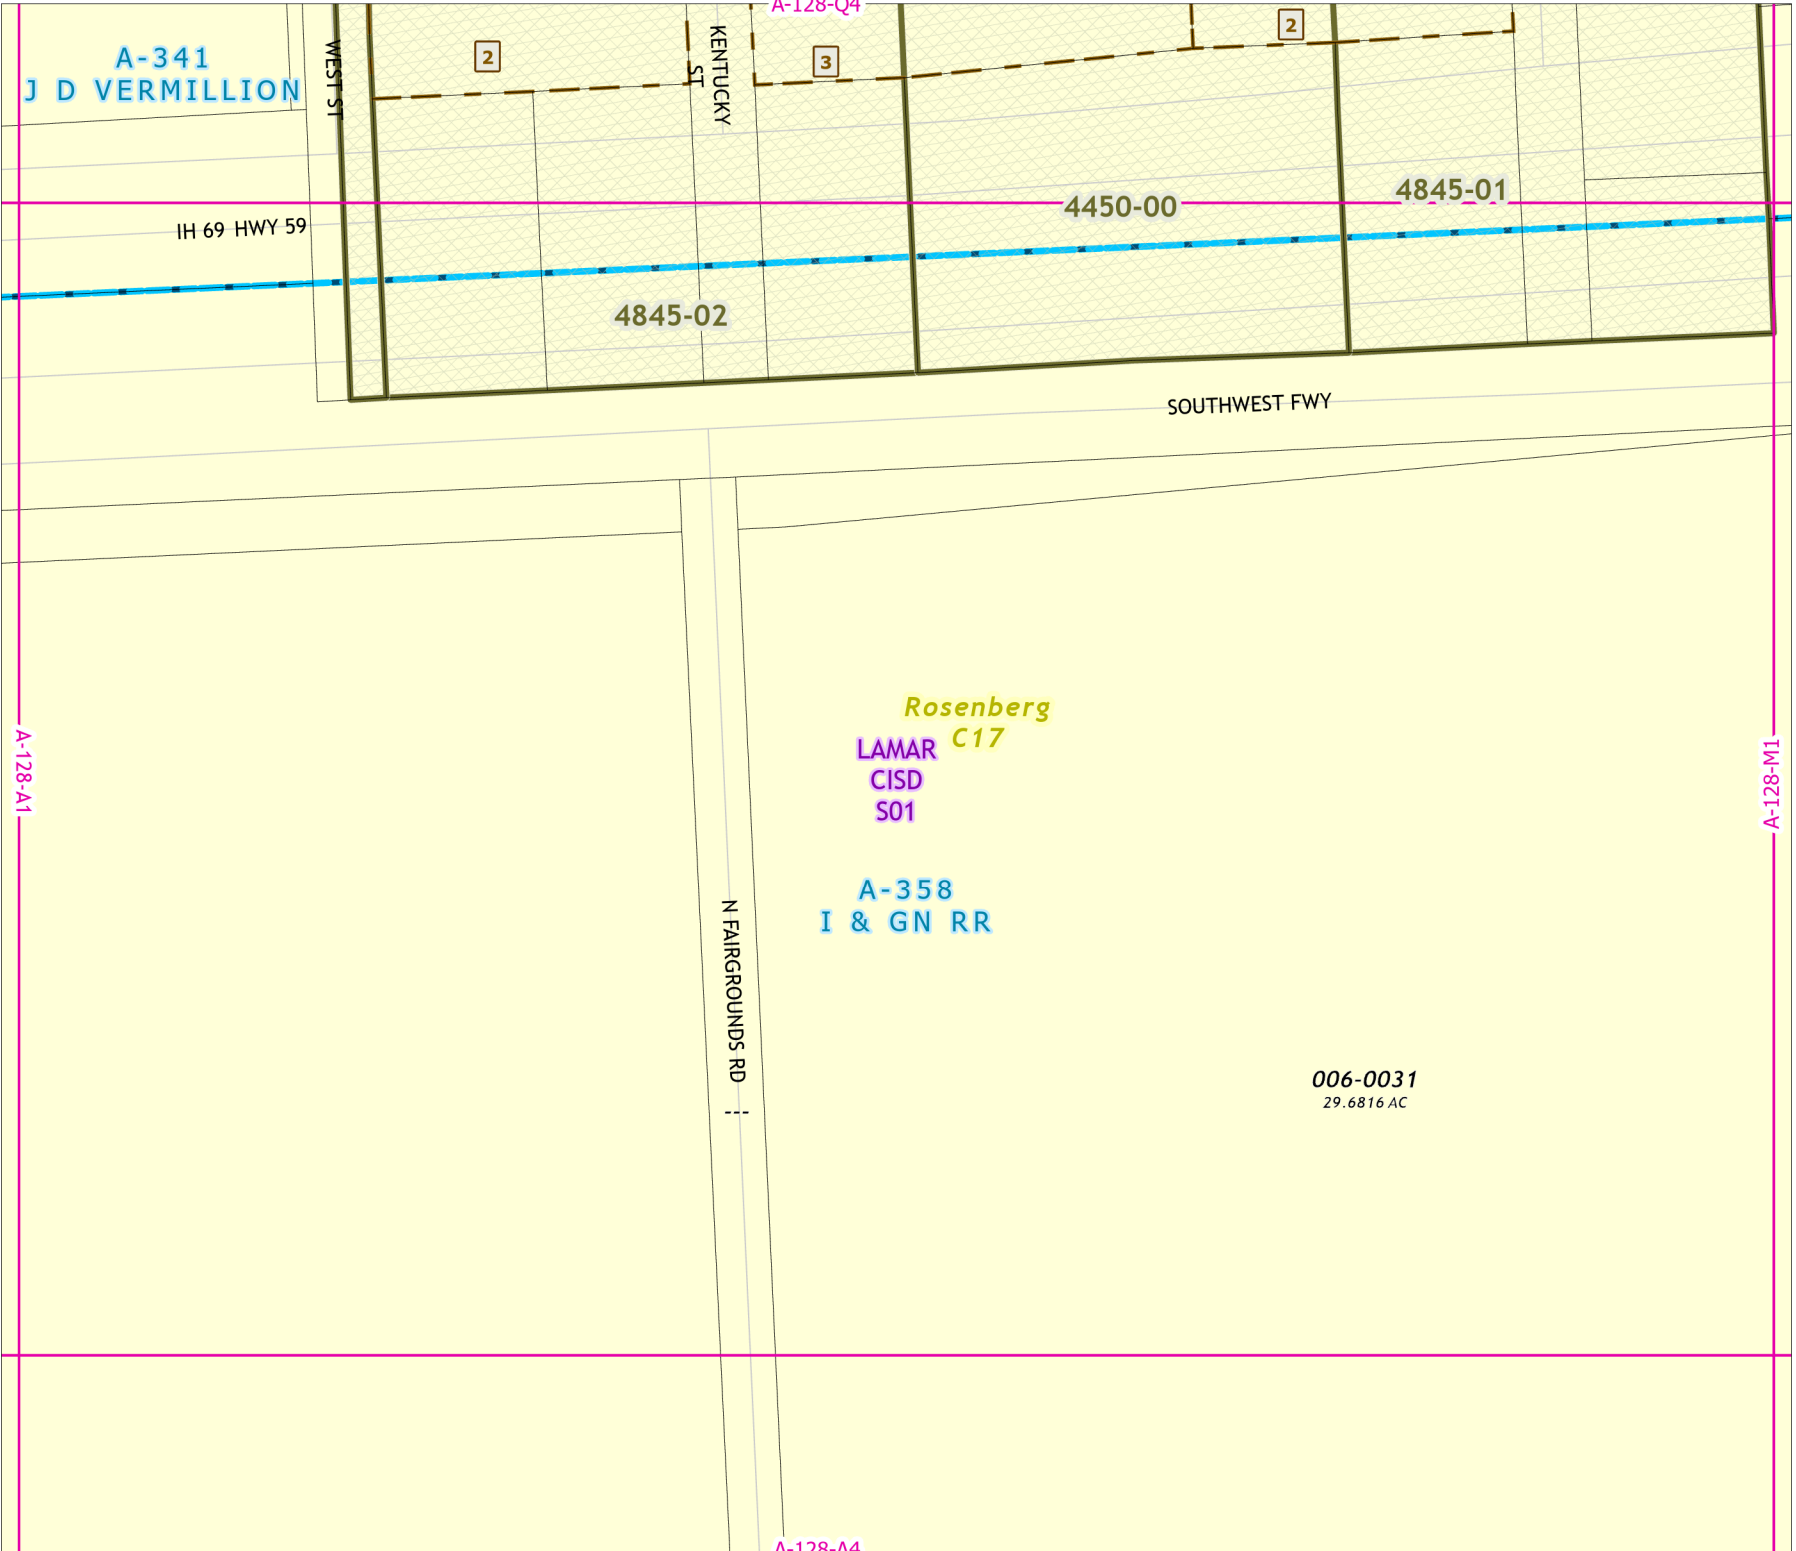 A-128-Q4
A-341
J D VERMILLION
WEST ST
2
KENTUCKY
ST
3
2
4450-00
4845-01
IH 69 HWY 59
4845-02
SOUTHWEST FWY
Rosenberg
C17
LAMAR
CISD
S01
A-128-A1
A-128-M1
A-358
I & GN RR
N FAIRGROUNDS RD
---
006-0031
29.6816 AC
A-128-A4